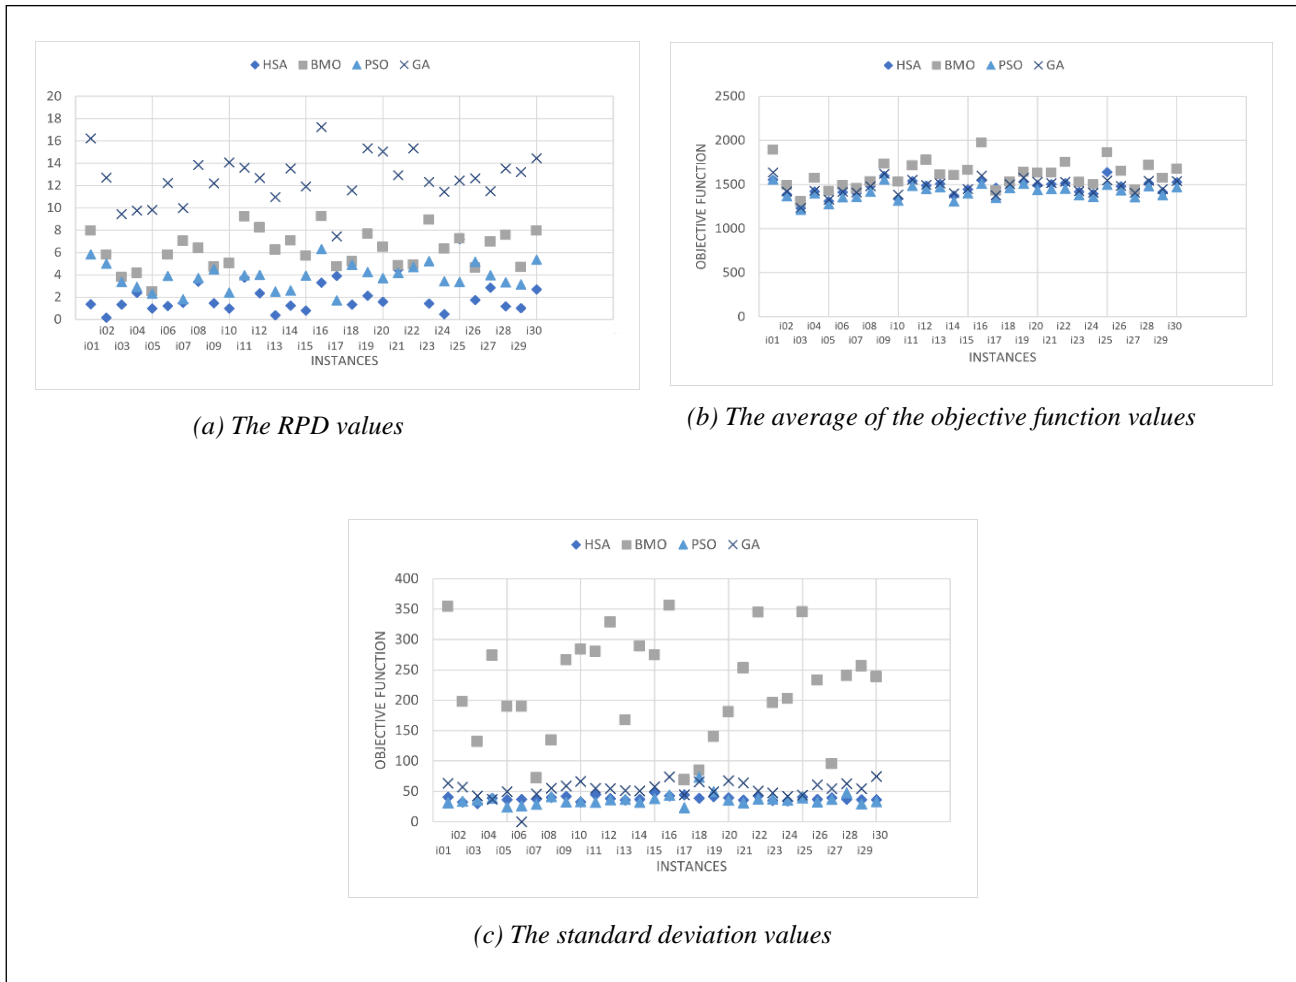 HSA BMO PSO GA
20
18
16
14
12
10
8
6
4
2
0
i02 i04 i06 i08 i10 i12 i14 i16 i18 i20 i22 i24 i26 i28 i30
i01 i03 i05 i07 i09 i11 i13 i15 i17 i19 i21 i23 i25 i27 i29
INSTANCES
(a) The RPD values
HSA BMO PSO GA
OBJECTIVE FUNCTION
2500
2000
1500
1000
500
0
i02 i04 i06 i08 i10 i12 i14 i16 i18 i20 i22 i24 i26 i28 i30
i01 i03 i05 i07 i09 i11 i13 i15 i17 i19 i21 i23 i25 i27 i29
INSTANCES
(b) The average of the objective function values
HSA BMO PSO GA
OBJECTIVE FUNCTION
400
350
300
250
200
150
100
50
0
i02 i04 i06 i08 i10 i12 i14 i16 i18 i20 i22 i24 i26 i28 i30
i01 i03 i05 i07 i09 i11 i13 i15 i17 i19 i21 i23 i25 i27 i29
INSTANCES
(c) The standard deviation values